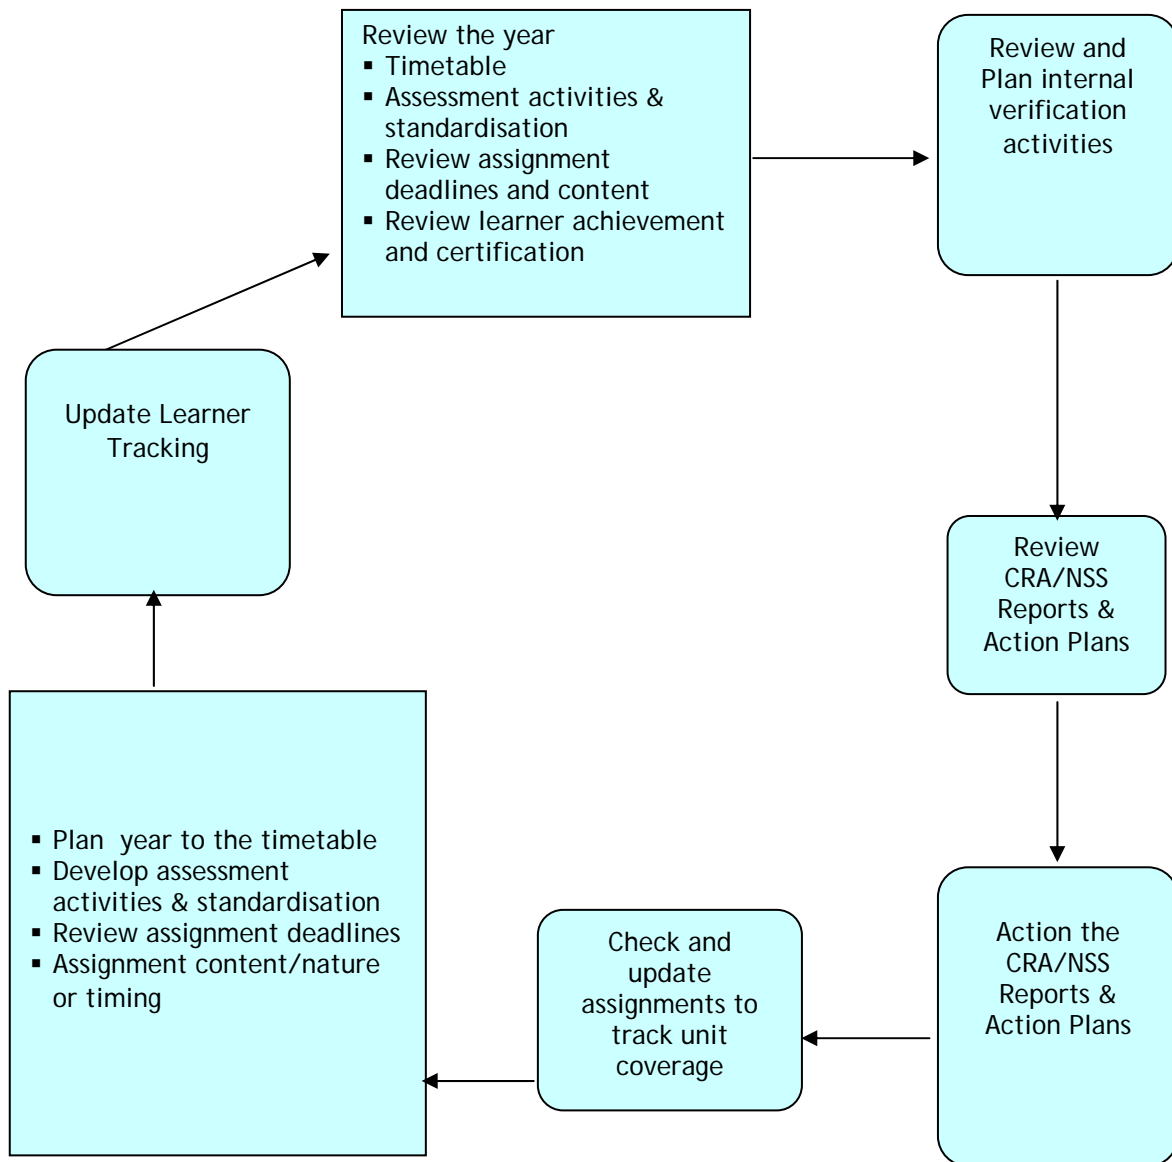 Review the year
▪ Timetable
▪ Assessment activities &
standardisation
▪ Review assignment
deadlines and content
▪ Review learner achievement
and certification
Review and
Plan internal
verification
activities
Update Learner
Tracking
Review
CRA/NSS
Reports &
Action Plans
▪ Plan  year to the timetable
▪ Develop assessment
activities & standardisation
▪ Review assignment deadlines
▪ Assignment content/nature
or timing
Check and
update
assignments to
track unit
coverage
Action the
CRA/NSS
Reports &
Action Plans